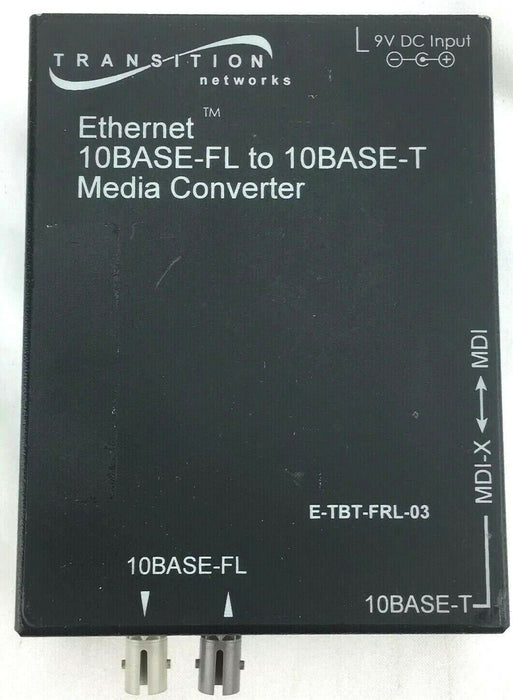 TRANSITION
networks
9V DC Input
Ethernet™
10BASE-FL to 10BASE-T
Media Converter
MDI-X ↔ MDI
E-TBT-FRL-03
10BASE-FL
10BASE-T